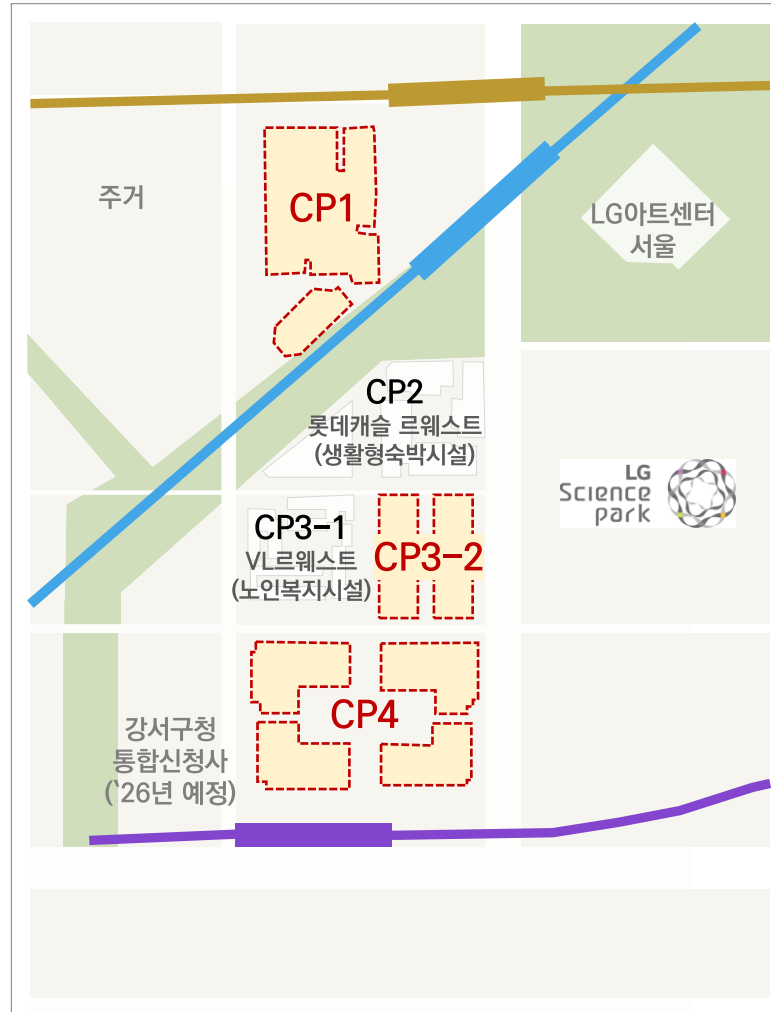 주거
CP1
LG아트센터
서울
CP2
롯데캐슬 르웨스트
(생활형숙박시설)
LG
Science
park
CP3-1
VL르웨스트
(노인복지시설)
CP3-2
CP4
강서구청
통합신청사
(‘26년 예정)